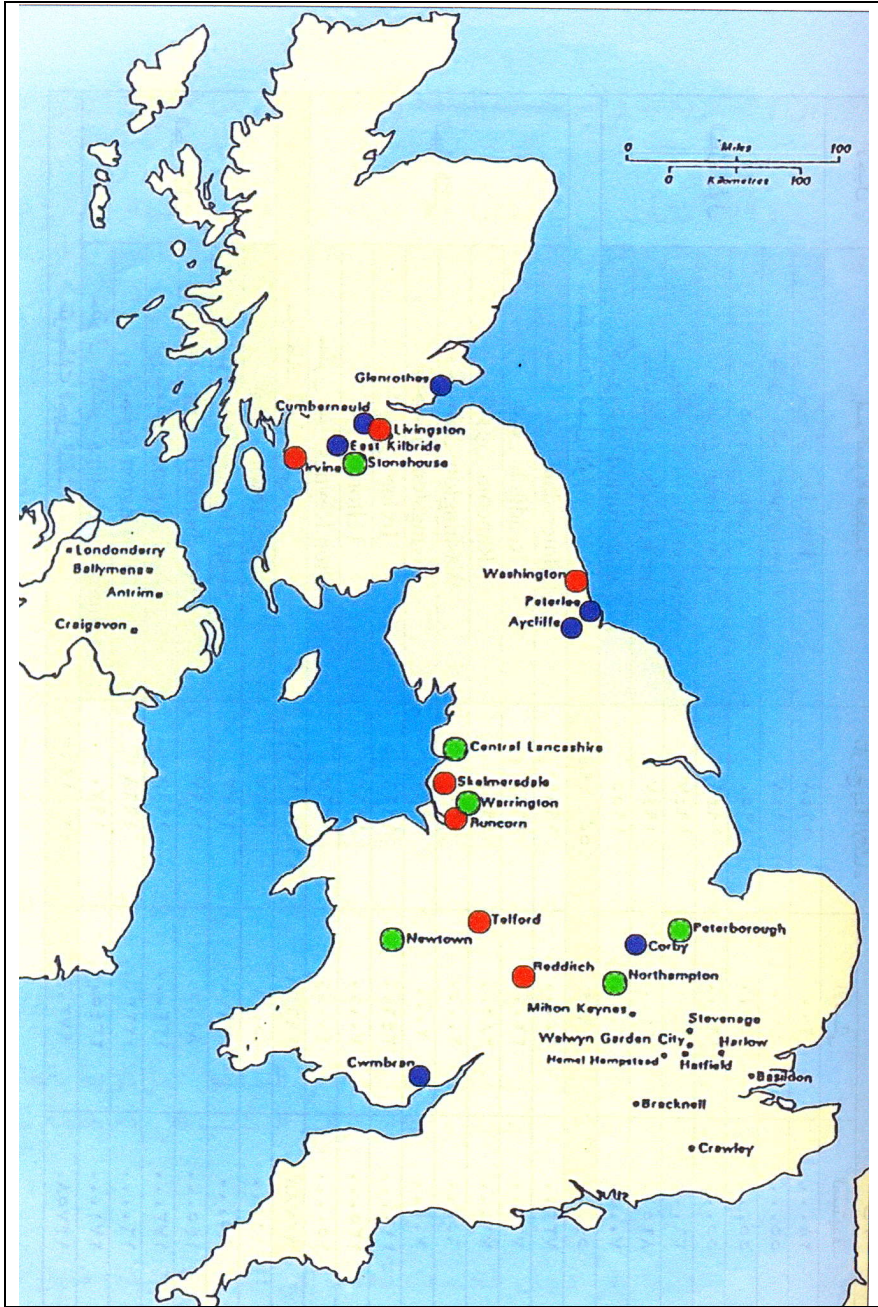 0 Miles 100
0 Kilometres 100
Glenrothes
Cumbernauld
Livingston
East Kilbride
Irvine
Stonehouse
Londonderry
Ballymena
Antrim
Craigavon
Washington
Peterlee
Aycliffe
Central Lancashire
Skelmersdale
Warrington
Runcorn
Telford
Newtown
Peterborough
Corby
Redditch
Northampton
Milton Keynes
Stevenage
Welwyn Garden City
Harlow
Hemel Hempstead
Hatfield
Basildon
Cwmbran
Bracknell
Crawley